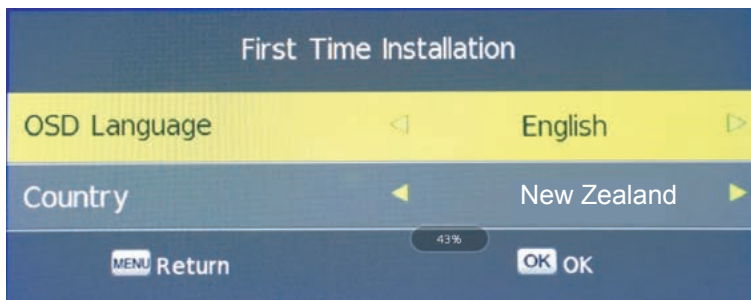 First Time Installation
OSD Language English
Country New Zealand
43%
MENU Return OK OK